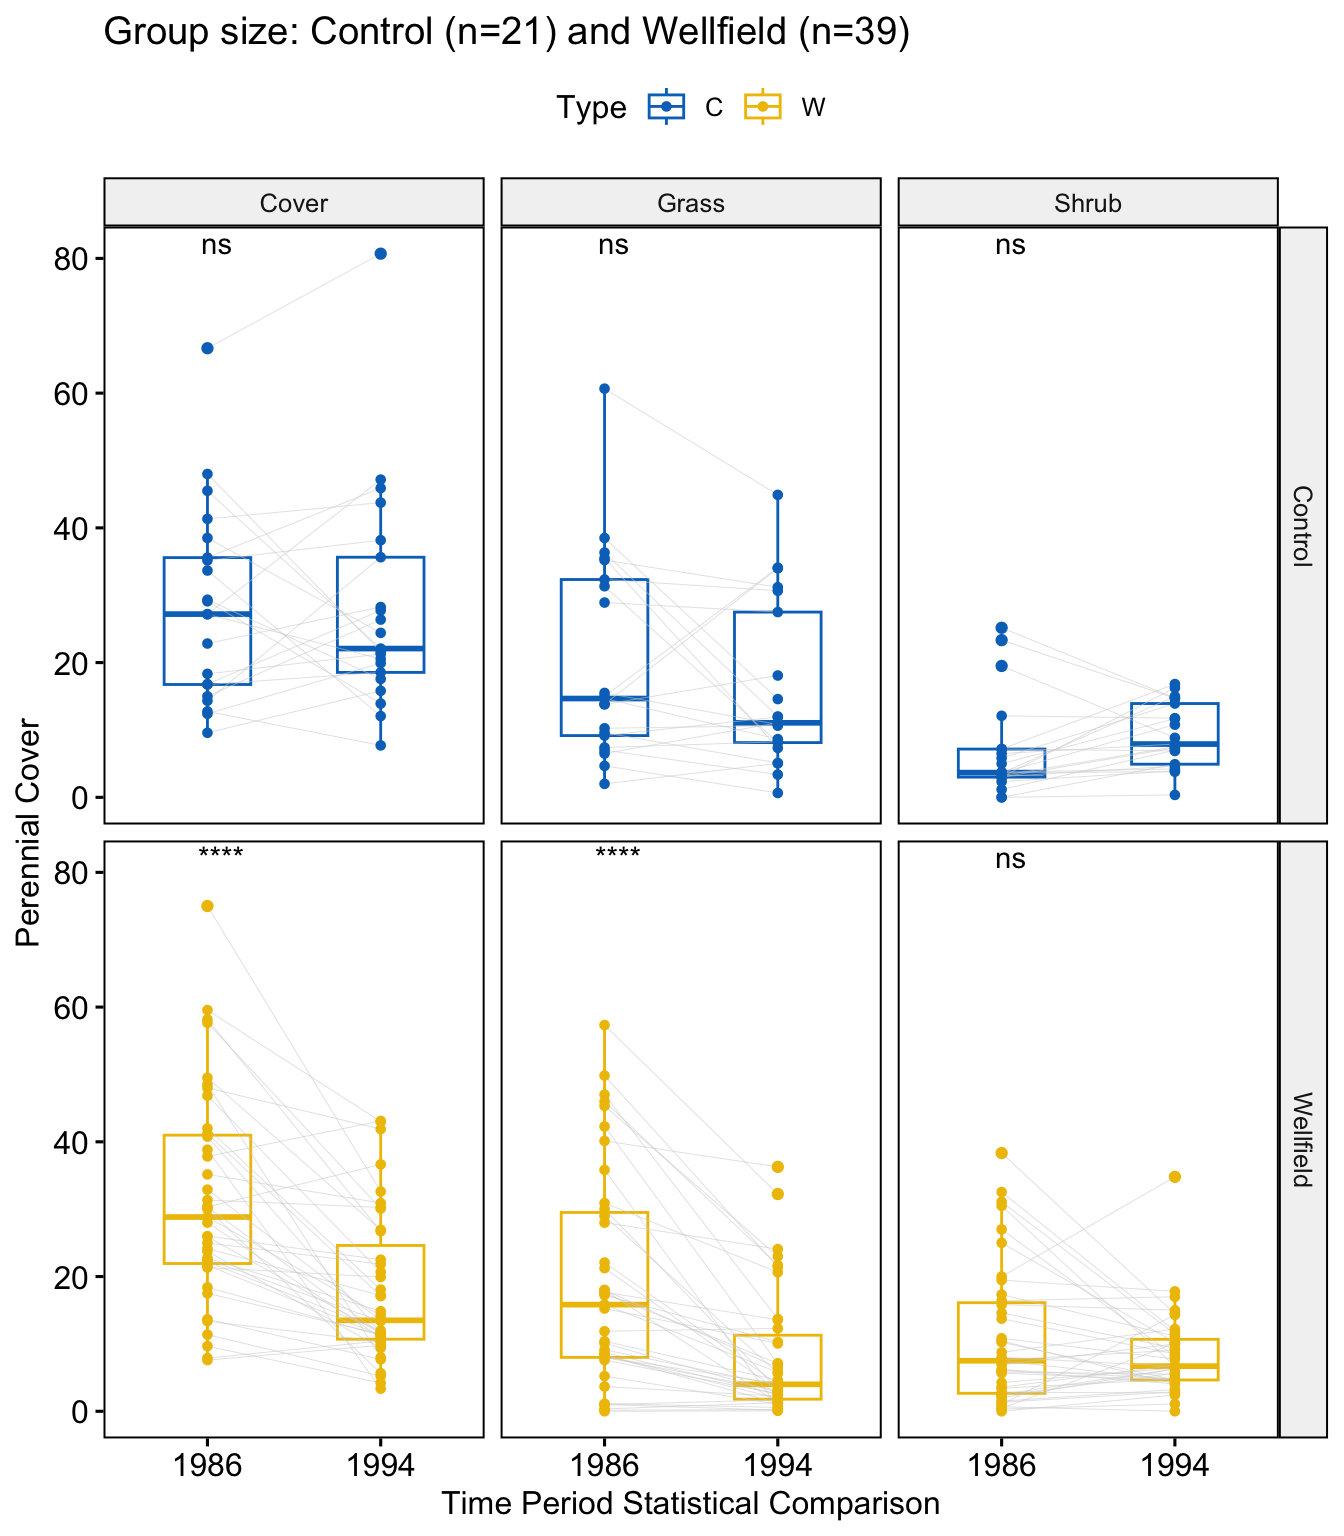 Group size: Control (n=21) and Wellfield (n=39)
Type C W
Cover Grass Shrub
ns ns ns
80
60
40
20
0
Control
Perennial Cover
**** **** ns
80
60
40
20
0
Wellfield
1986 1994 1986 1994 1986 1994
Time Period Statistical Comparison